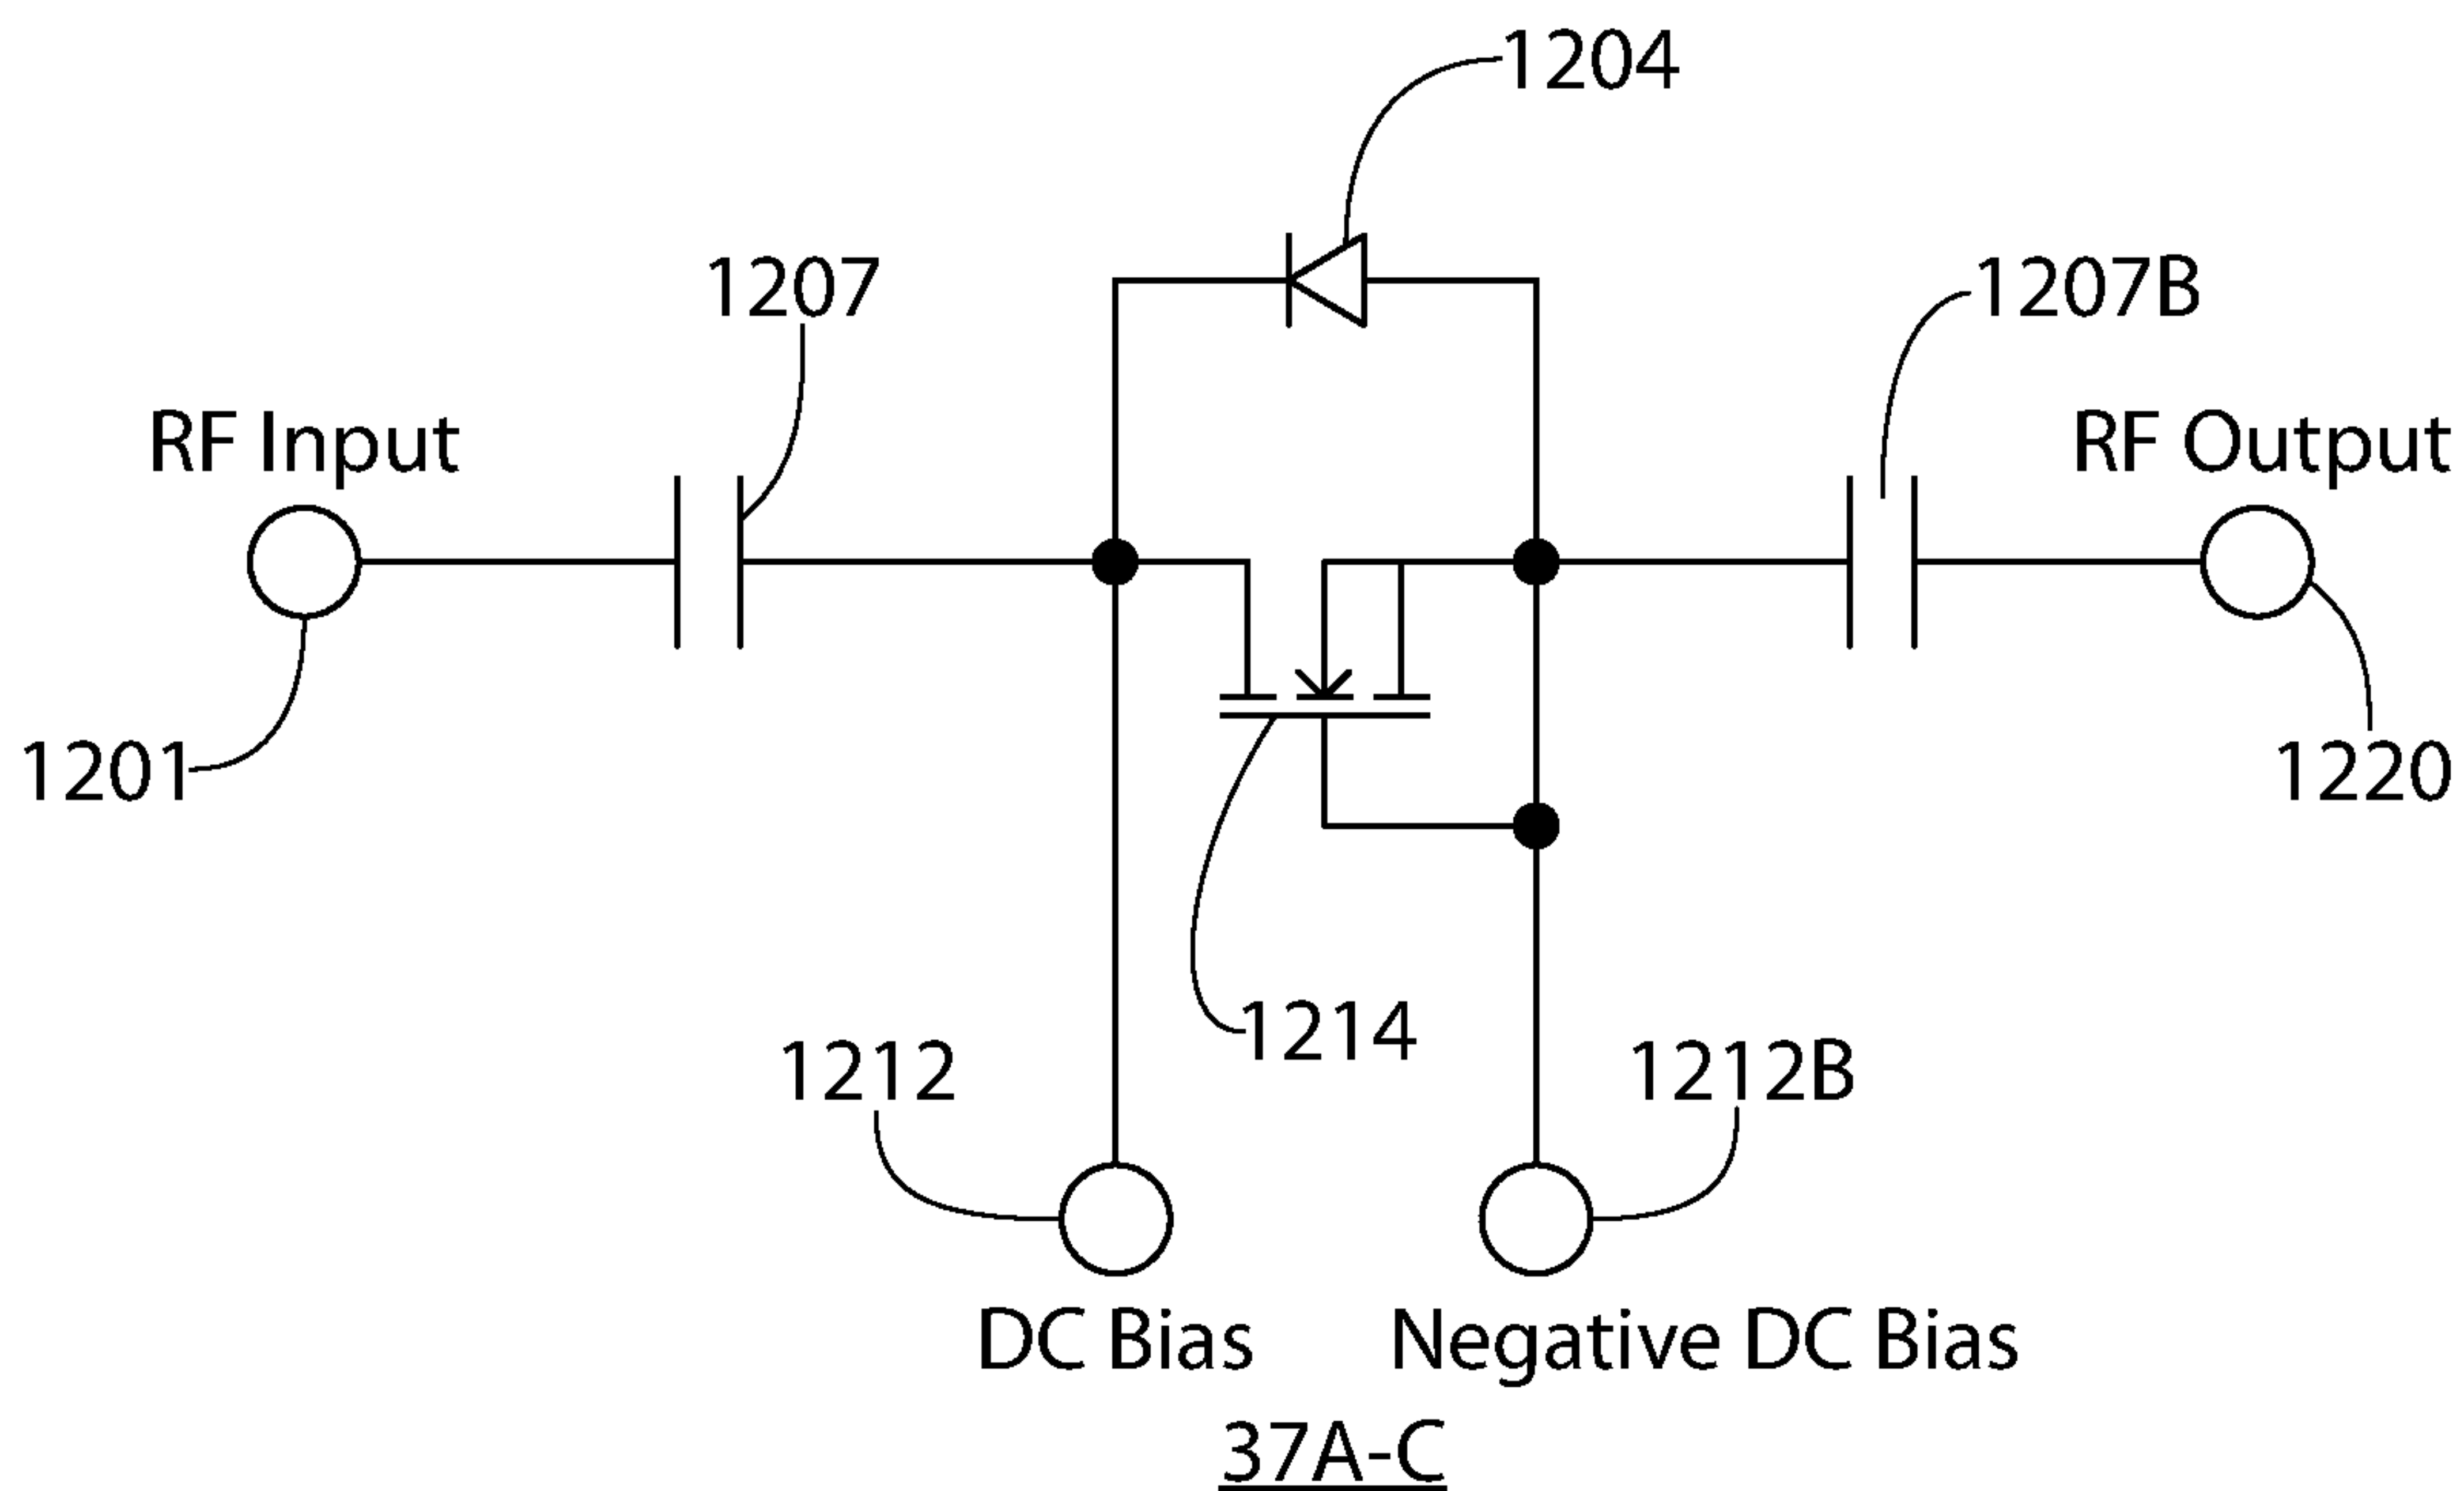 1204
1207
1207B
RF Input
RF Output
1201
1220
1214
1212
1212B
DC Bias
Negative DC Bias
37A-C